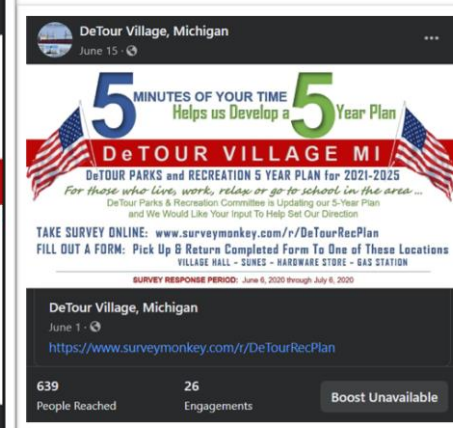 DeTour Village, Michigan
June 15 ·
5 MINUTES OF YOUR TIME
Helps us Develop a 5 Year Plan
DeTOUR VILLAGE MI
DeTOUR PARKS and RECREATION 5 YEAR PLAN for 2021-2025
For those who live, work, relax or go to school in the area ...
DeTour Parks & Recreation Committee is Updating our 5-Year Plan
and We Would Like Your Input To Help Set Our Direction
TAKE SURVEY ONLINE: www.surveymonkey.com/r/DeTourRecPlan
FILL OUT A FORM: Pick Up & Return Completed Form To One of These Locations
VILLAGE HALL - SUNES - HARDWARE STORE - GAS STATION
SURVEY RESPONSE PERIOD: June 6, 2020 through July 6, 2020
DeTour Village, Michigan
June 1 ·
https://www.surveymonkey.com/r/DeTourRecPlan
639
People Reached
26
Engagements
Boost Unavailable